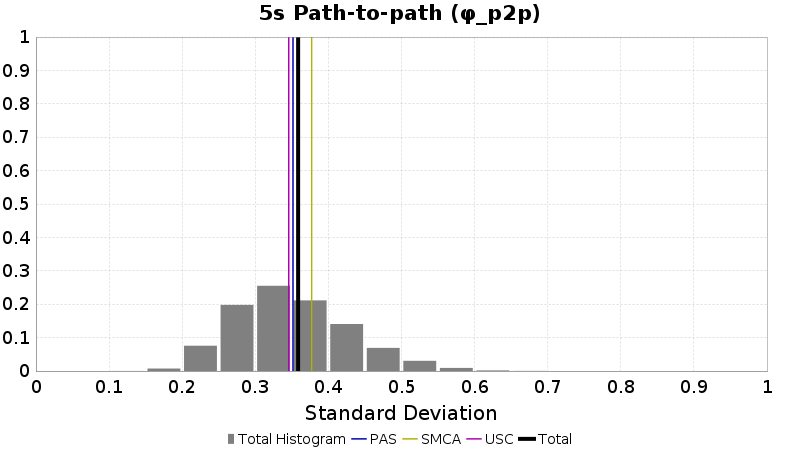 5s Path-to-path (φ_p2p)
1
0.9
0.8
0.7
0.6
0.5
0.4
0.3
0.2
0.1
0
0 0.1 0.2 0.3 0.4 0.5 0.6 0.7 0.8 0.9 1
Standard Deviation
Total Histogram PAS SMCA USC Total